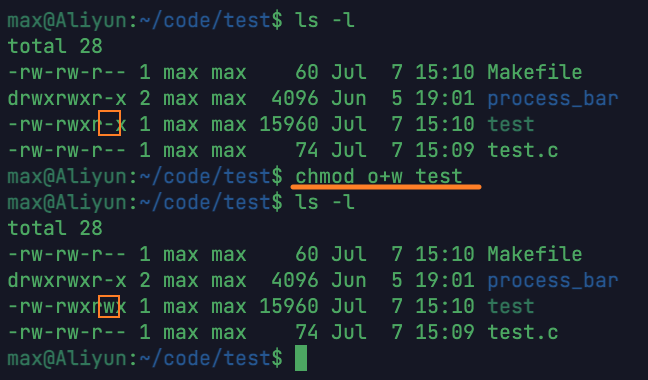 max@Aliyun:~/code/test$ ls -l
total 28
-rw-rw-r-- 1 max max    60 Jul  7 15:10 Makefile
drwxrwxr-x 2 max max  4096 Jun  5 19:01 process_bar
-rw-rwxr-x 1 max max 15960 Jul  7 15:10 test
-rw-rw-r-- 1 max max    74 Jul  7 15:09 test.c
max@Aliyun:~/code/test$ chmod o+w test
max@Aliyun:~/code/test$ ls -l
total 28
-rw-rw-r-- 1 max max    60 Jul  7 15:10 Makefile
drwxrwxr-x 2 max max  4096 Jun  5 19:01 process_bar
-rw-rwxrwx 1 max max 15960 Jul  7 15:10 test
-rw-rw-r-- 1 max max    74 Jul  7 15:09 test.c
max@Aliyun:~/code/test$